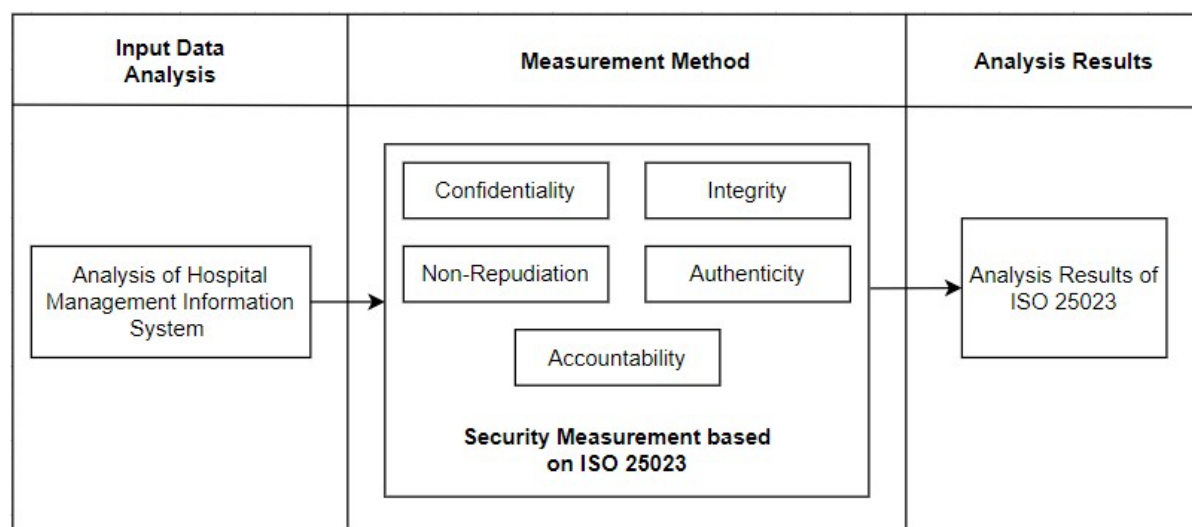 Input Data
Analysis
Measurement Method
Analysis Results
Analysis of Hospital
Management Information
System
Confidentiality
Integrity
Non-Repudiation
Authenticity
Accountability
Security Measurement based
on ISO 25023
Analysis Results of
ISO 25023